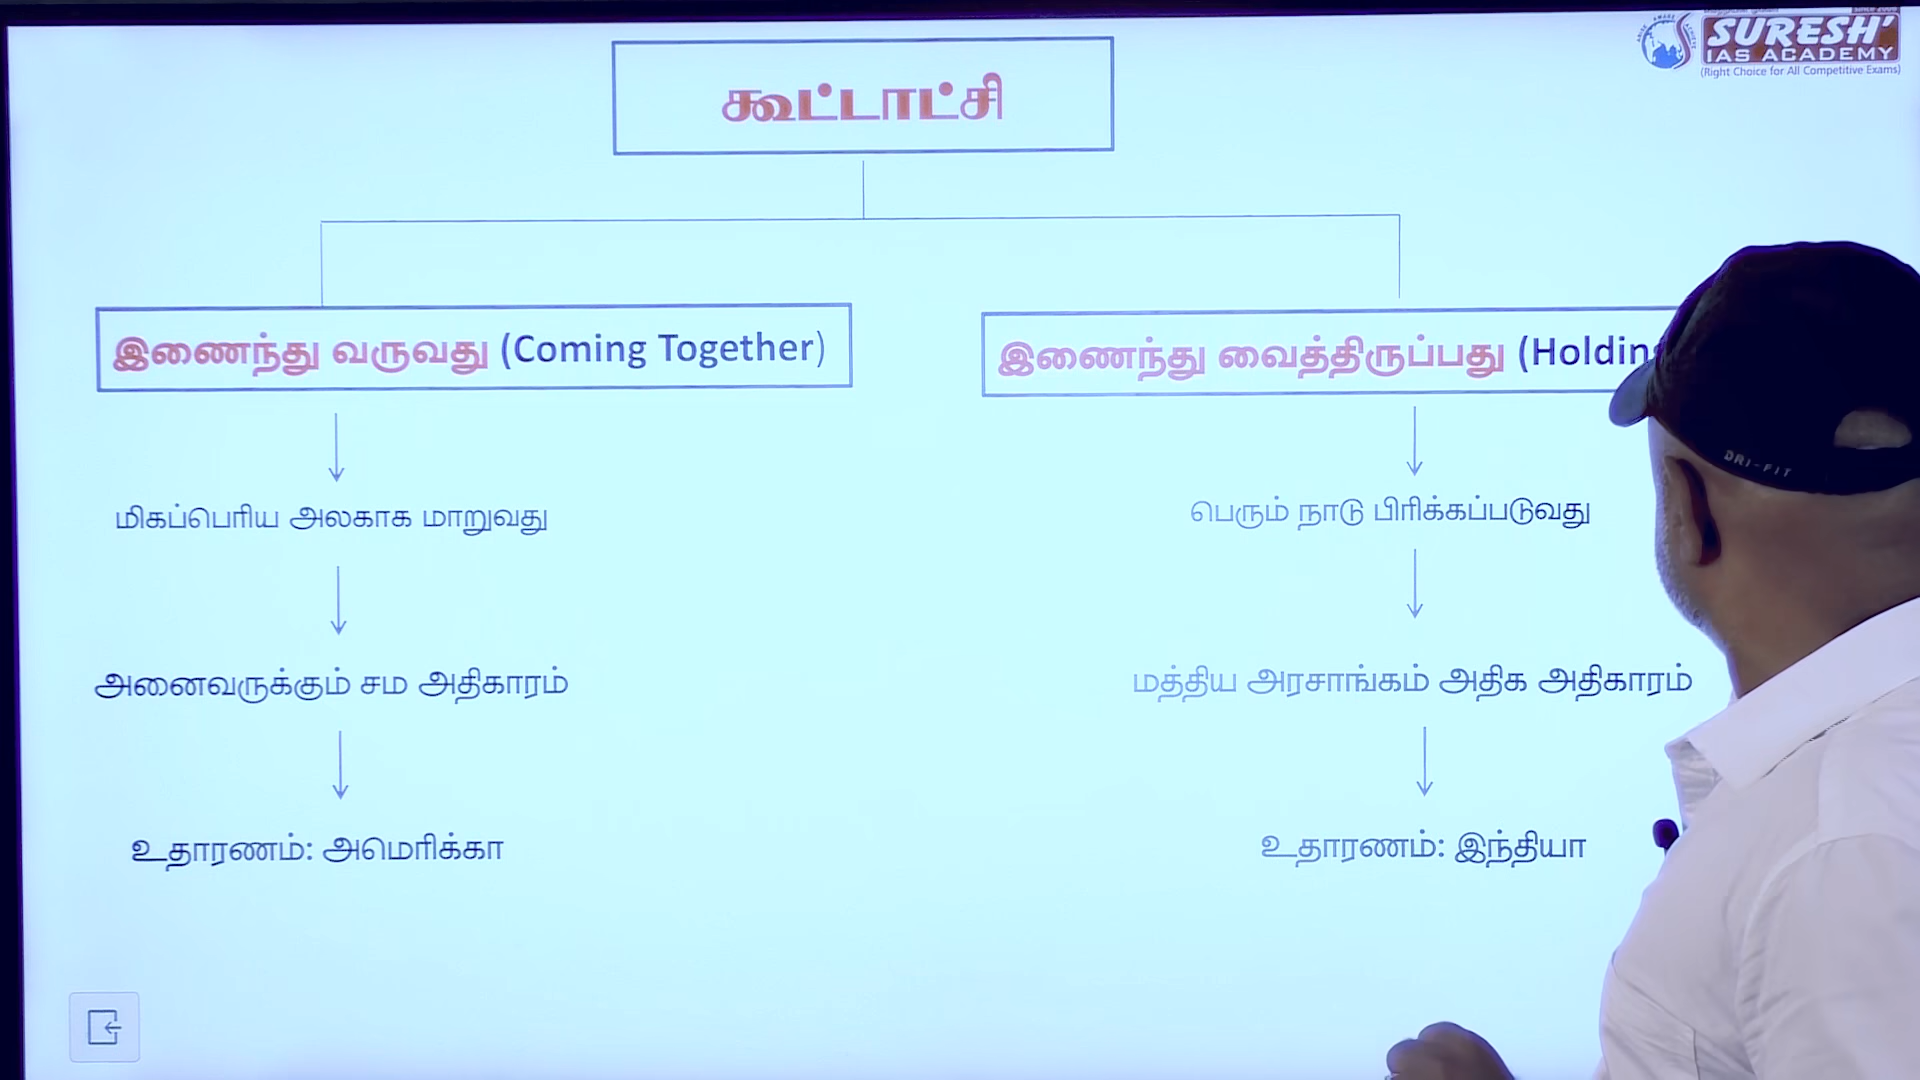 SURESH'
IAS ACADEMY
(Right Choice for All Competitive Exams)
கூட்டாட்சி
இணைந்து வருவது (Coming Together)
இணைந்து வைத்திருப்பது (Holding
மிகப்பெரிய அலகாக மாறுவது
பெரும் நாடு பிரிக்கப்படுவது
அனைவருக்கும் சம அதிகாரம்
மத்திய அரசாங்கம் அதிக அதிகாரம்
உதாரணம்: அமெரிக்கா
உதாரணம்: இந்தியா
DRI-FIT